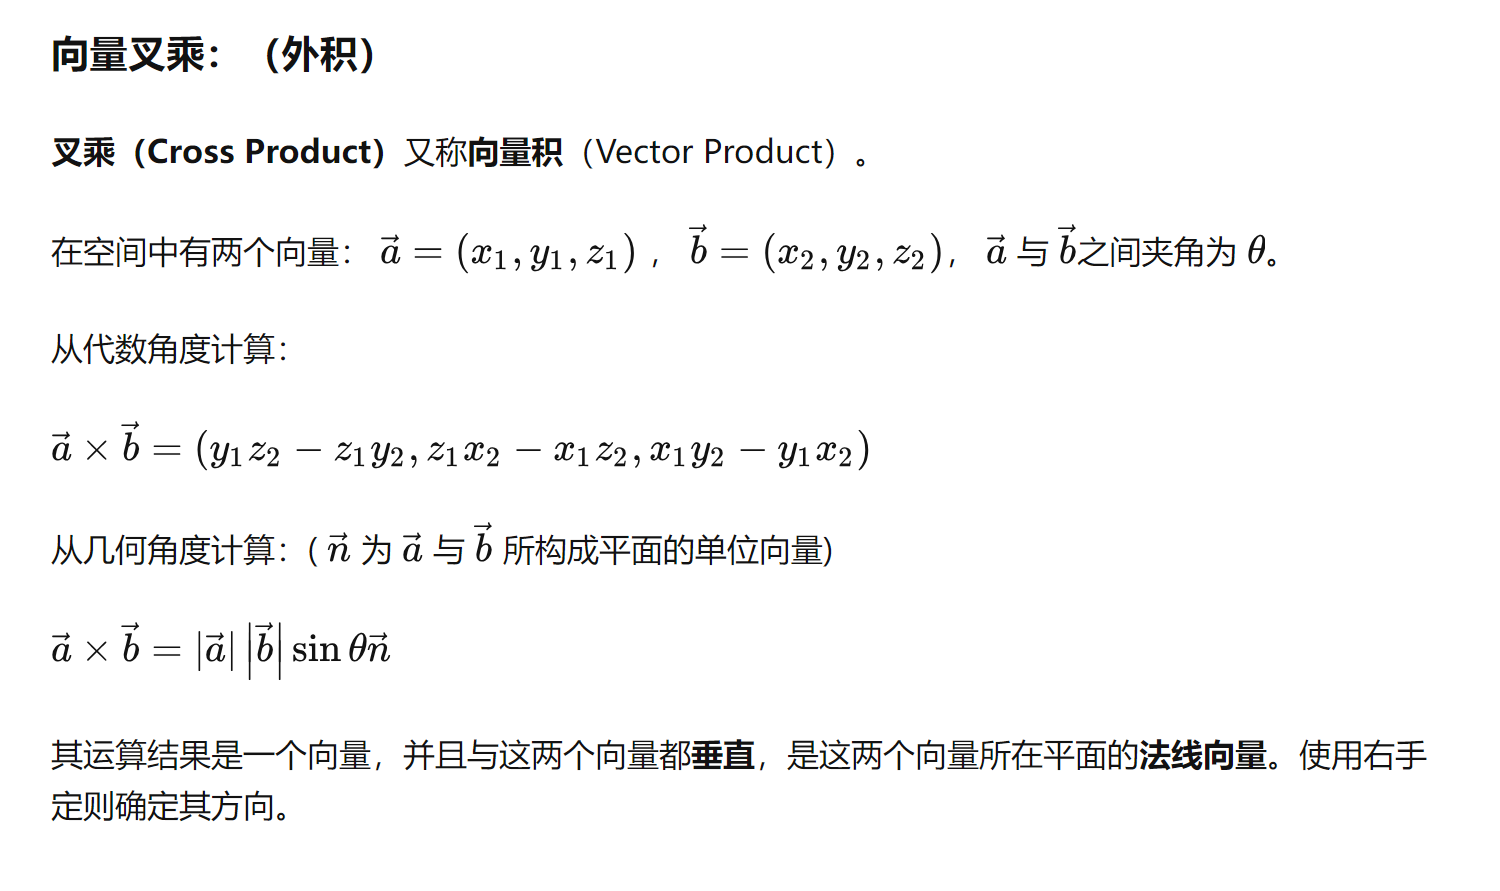 向量叉乘：（外积）
叉乘（Cross Product）又称向量积（Vector Product）。
在空间中有两个向量： $\vec{a} = (x_1, y_1, z_1)$ ， $\vec{b} = (x_2, y_2, z_2)$， $\vec{a}$ 与 $\vec{b}$之间夹角为 $\theta$。
从代数角度计算：
$\vec{a} \times \vec{b} = (y_1 z_2 - z_1 y_2, z_1 x_2 - x_1 z_2, x_1 y_2 - y_1 x_2)$
从几何角度计算：( $\vec{n}$ 为 $\vec{a}$ 与 $\vec{b}$ 所构成平面的单位向量)
$\vec{a} \times \vec{b} = |\vec{a}| \left|\vec{b}\right| \sin \theta \vec{n}$
其运算结果是一个向量，并且与这两个向量都垂直，是这两个向量所在平面的法线向量。使用右手
定则确定其方向。